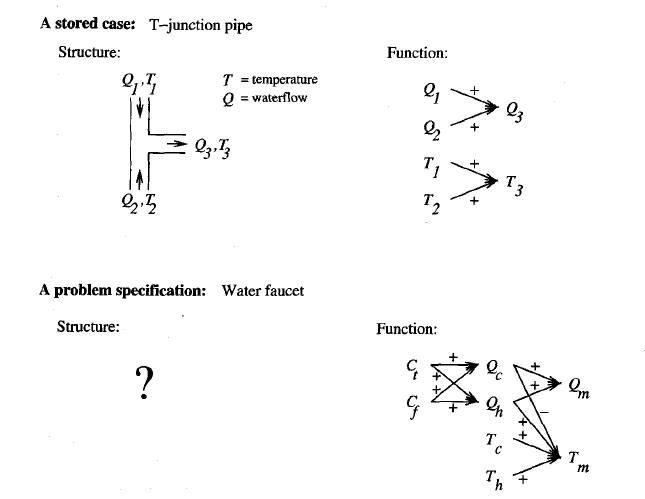 A stored case: T-junction pipe
Structure:
Function:
Q1,T1
T = temperature
Q = waterflow
Q3,T3
Q2,T2
Q1
+
Q3
Q2
+
T1
+
T3
T2
+
A problem specification: Water faucet
Structure:
Function:
?
Ct
+
Qc
+
+
+
+
Qm
Cf
+
Qh
–
+
Tc
+
Tm
Th
+